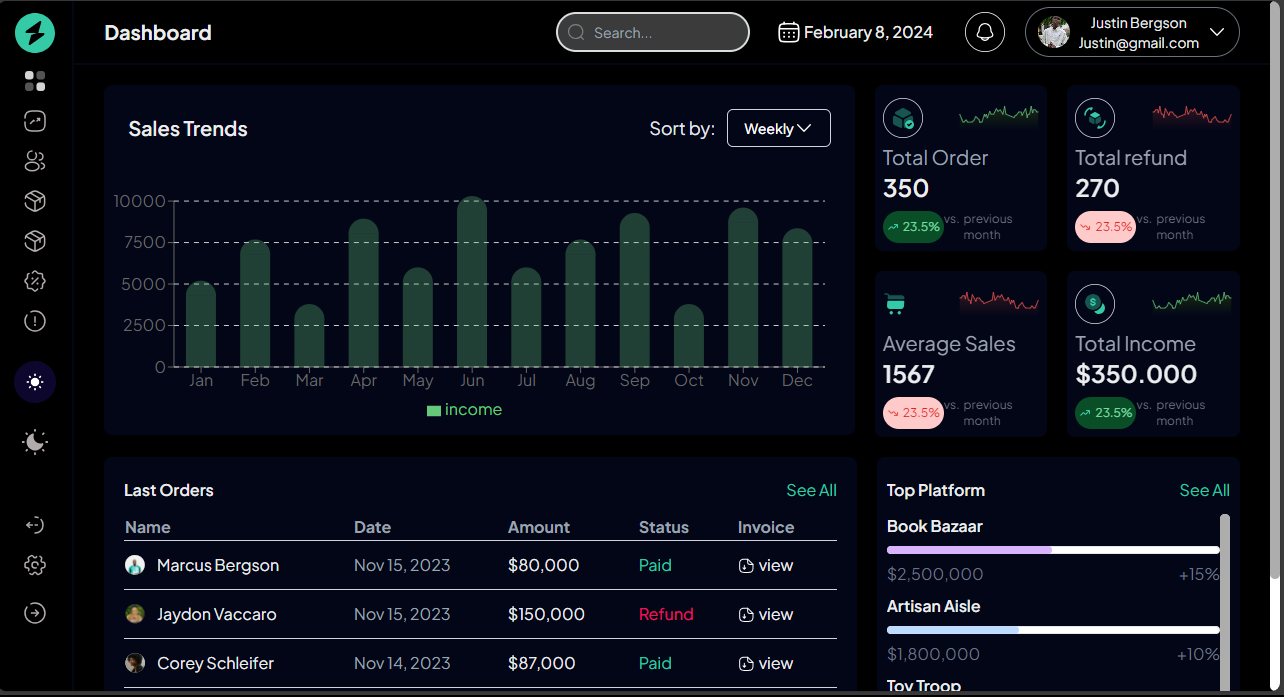 Dashboard
Search...
February 8, 2024
Justin Bergson
Justin@gmail.com
Sales Trends
Sort by:
Weekly
10000
7500
5000
2500
0
Jan Feb Mar Apr May Jun Jul Aug Sep Oct Nov Dec
income
Total Order
350
23.5% vs. previous
month
Total refund
270
23.5% vs. previous
month
Average Sales
1567
23.5% vs. previous
month
Total Income
$350.000
23.5% vs. previous
month
Last Orders See All
Name Date Amount Status Invoice
Marcus Bergson Nov 15, 2023 $80,000 Paid view
Jaydon Vaccaro Nov 15, 2023 $150,000 Refund view
Corey Schleifer Nov 14, 2023 $87,000 Paid view
Top Platform See All
Book Bazaar
$2,500,000 +15%
Artisan Aisle
$1,800,000 +10%
Toy Troop